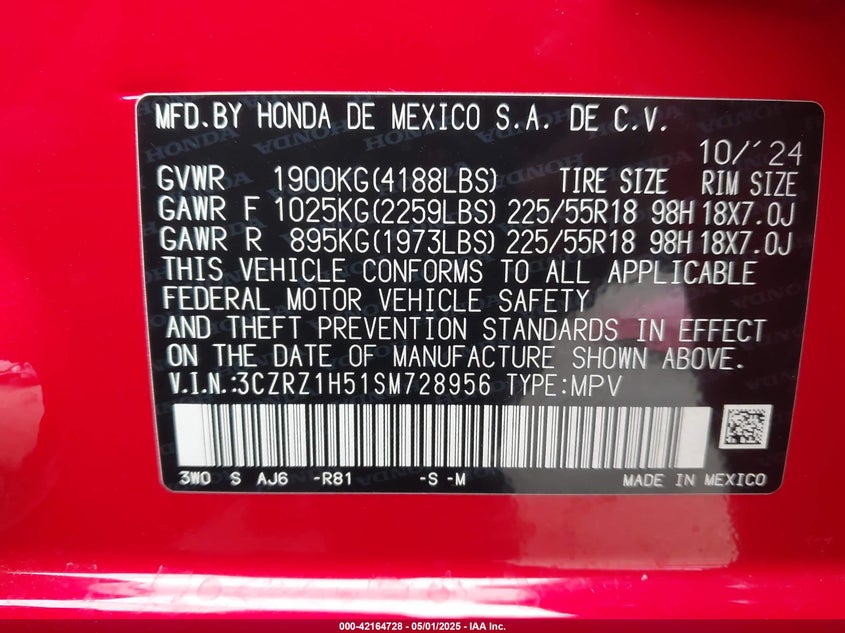 MFD.BY HONDA DE MEXICO S.A. DE C.V.
10/'24
GVWR 1900KG(4188LBS) TIRE SIZE RIM SIZE
GAWR F 1025KG(2259LBS) 225/55R18 98H 18X7.0J
GAWR R 895KG(1973LBS) 225/55R18 98H 18X7.0J
THIS VEHICLE CONFORMS TO ALL APPLICABLE
FEDERAL MOTOR VEHICLE SAFETY
AND THEFT PREVENTION STANDARDS IN EFFECT
ON THE DATE OF MANUFACTURE SHOWN ABOVE.
V.I.N.:3CZRZ1H51SM728956 TYPE:MPV
3W0 S AJ6 -R81 -S -M MADE IN MEXICO
000-42164728 - 05/01/2025 - IAA Inc.